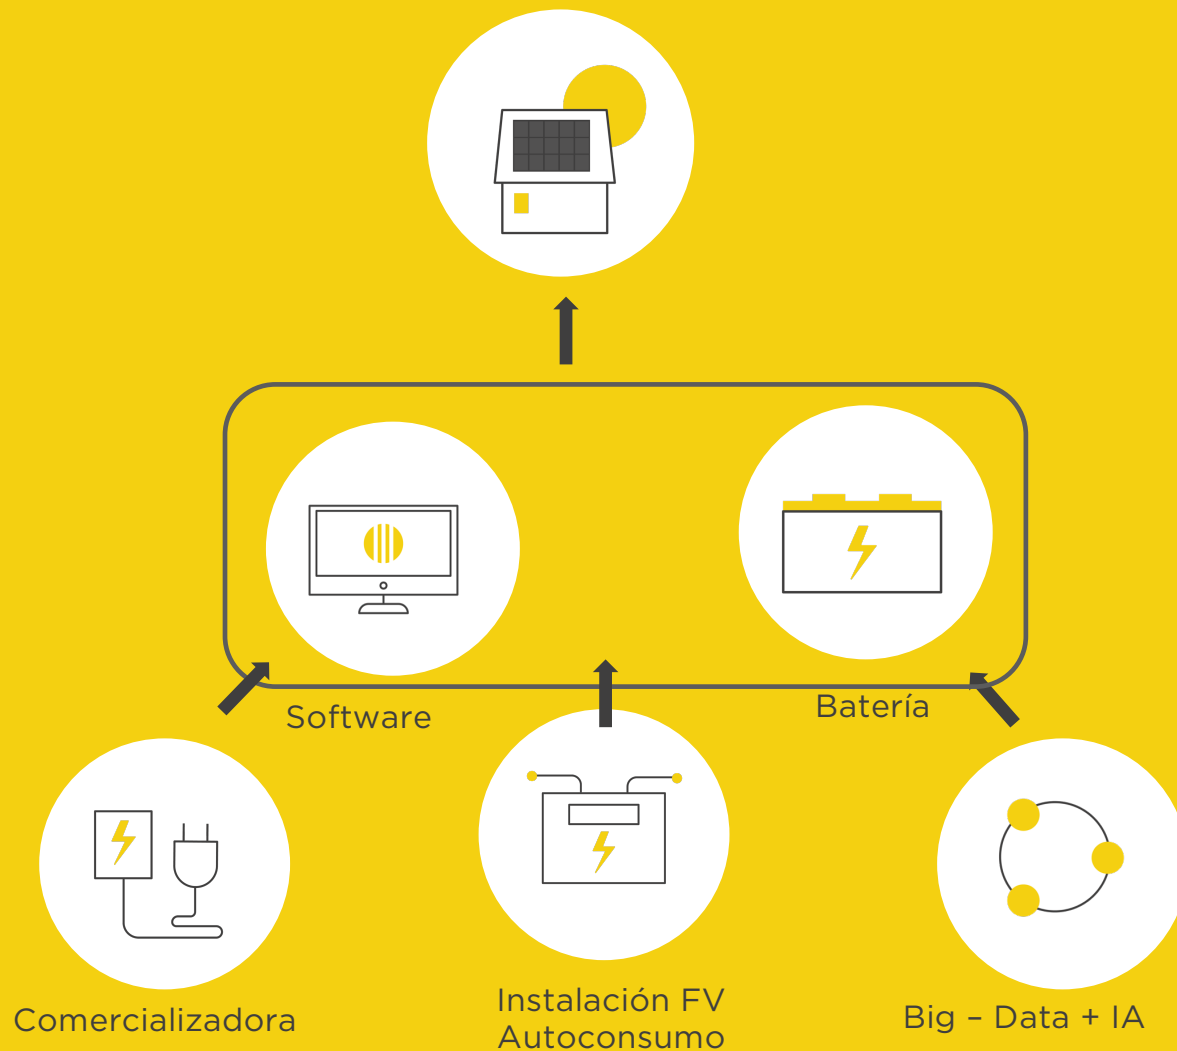 Software
Batería
Comercializadora
Instalación FV
Autoconsumo
Big – Data + IA